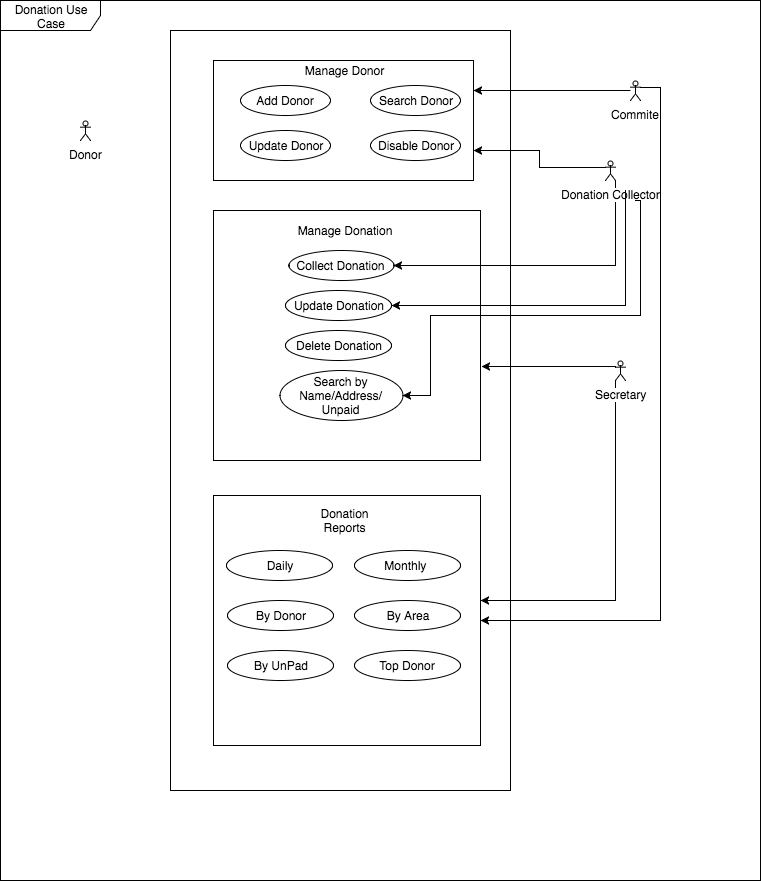 Donation Use
Case
Manage Donor
Add Donor
Search Donor
Update Donor
Disable Donor
Commite
Donor
Donation Collector
Manage Donation
Collect Donation
Update Donation
Delete Donation
Search by
Name/Address/
Unpaid
Secretary
Donation
Reports
Daily
Monthly
By Donor
By Area
By UnPad
Top Donor